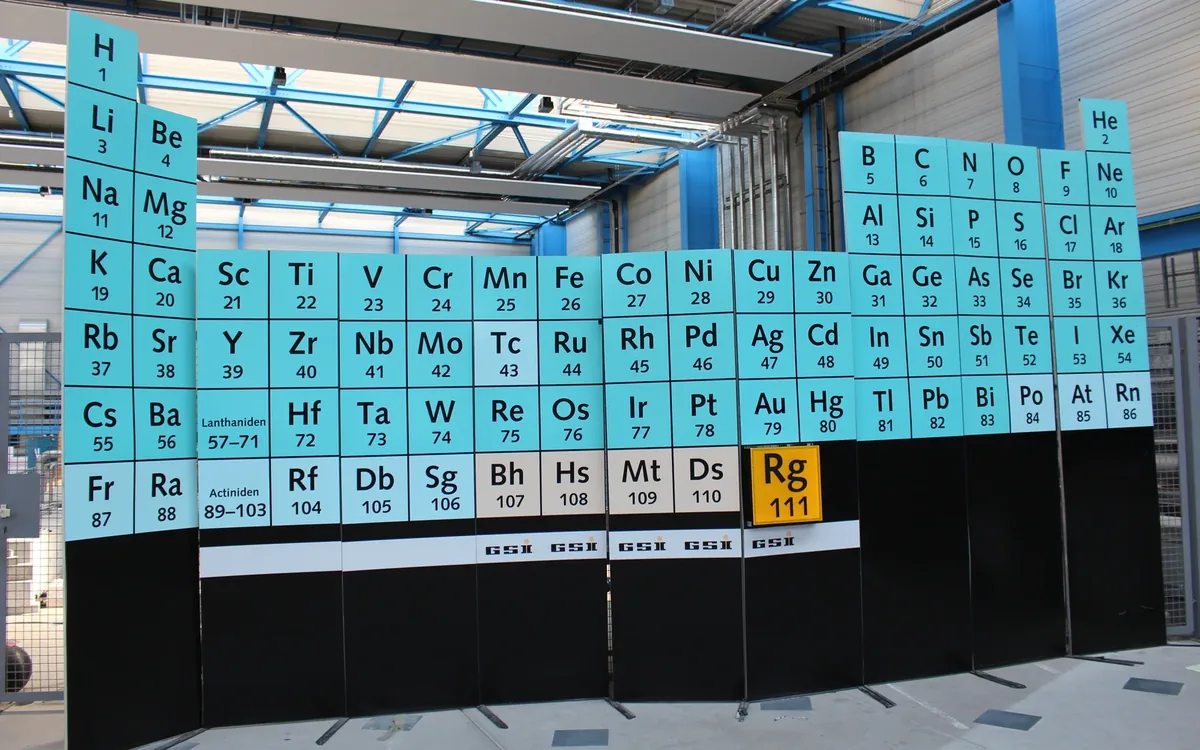 H
1
He
2
Li
3
Be
4
B
5
C
6
N
7
O
8
F
9
Ne
10
Na
11
Mg
12
Al
13
Si
14
P
15
S
16
Cl
17
Ar
18
K
19
Ca
20
Sc
21
Ti
22
V
23
Cr
24
Mn
25
Fe
26
Co
27
Ni
28
Cu
29
Zn
30
Ga
31
Ge
32
As
33
Se
34
Br
35
Kr
36
Rb
37
Sr
38
Y
39
Zr
40
Nb
41
Mo
42
Tc
43
Ru
44
Rh
45
Pd
46
Ag
47
Cd
48
In
49
Sn
50
Sb
51
Te
52
I
53
Xe
54
Cs
55
Ba
56
Lanthaniden
57–71
Hf
72
Ta
73
W
74
Re
75
Os
76
Ir
77
Pt
78
Au
79
Hg
80
Tl
81
Pb
82
Bi
83
Po
84
At
85
Rn
86
Fr
87
Ra
88
Actiniden
89–103
Rf
104
Db
105
Sg
106
Bh
107
Hs
108
Mt
109
Ds
110
Rg
111
GSI GSI GSI GSI GSI